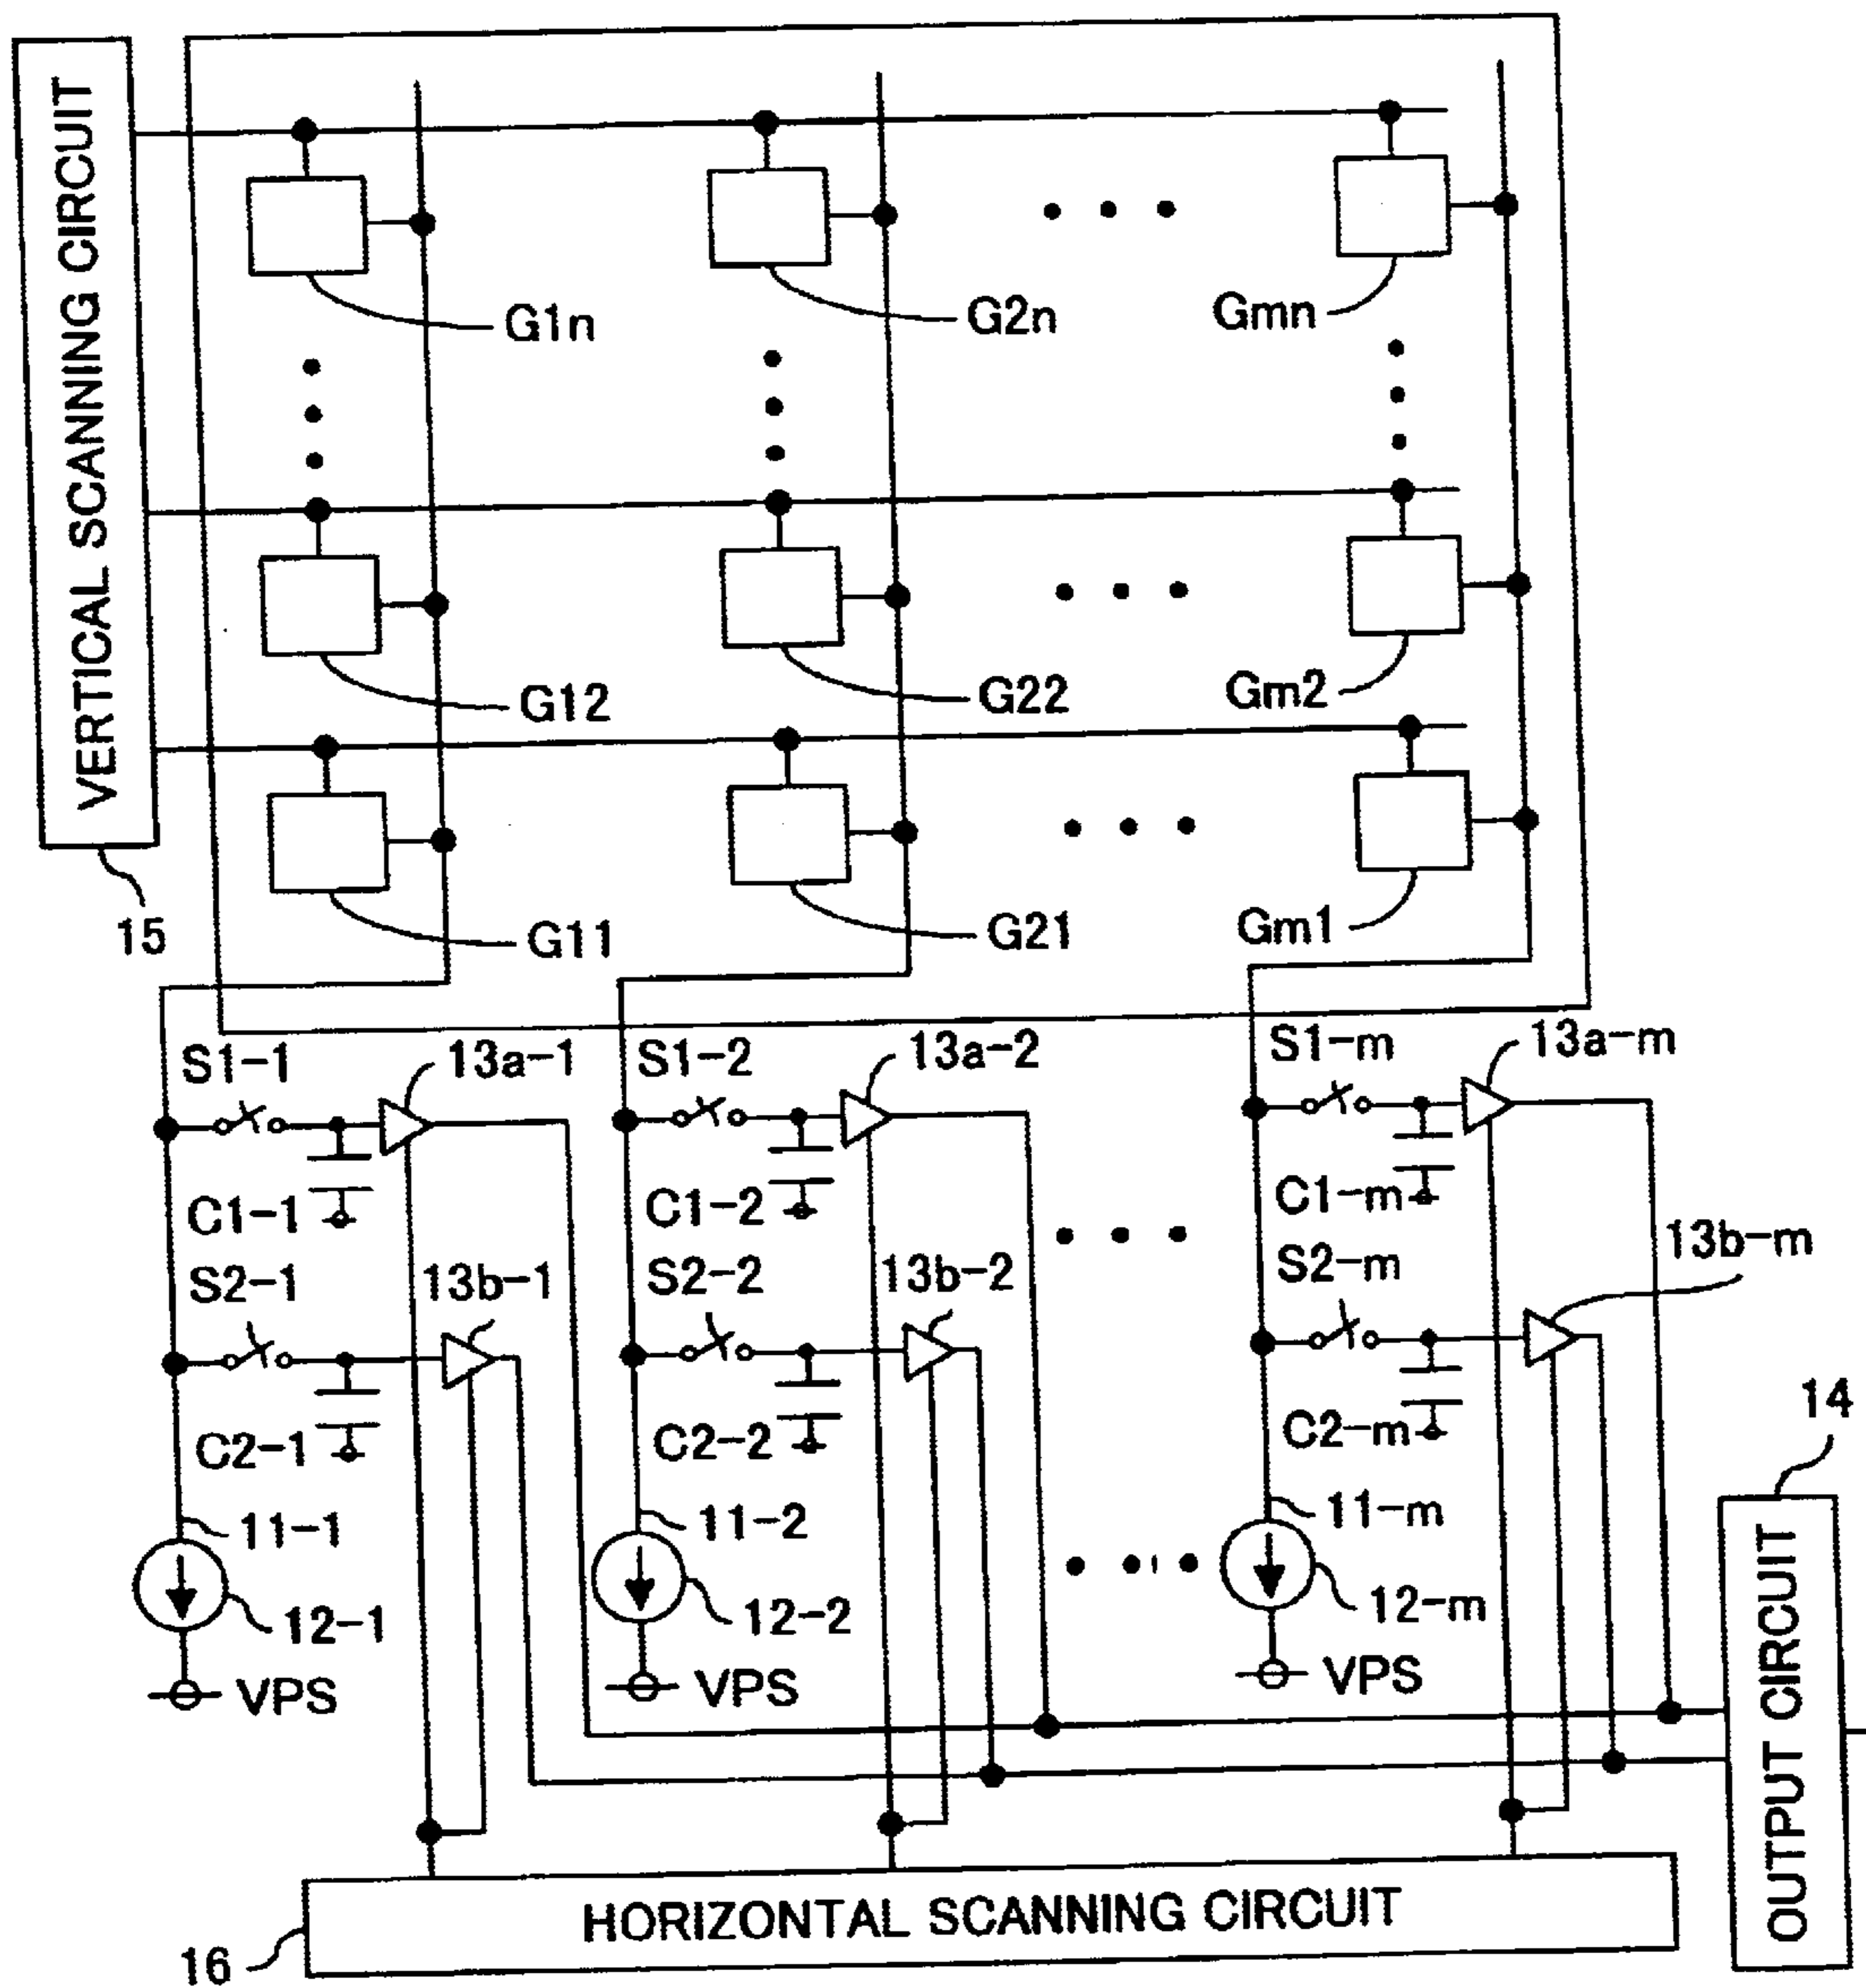 VERTICAL SCANNING CIRCUIT
G1n
G2n
Gmn
G12
G22
Gm2
15
G11
G21
Gm1
S1-1
13a-1
S1-2
13a-2
S1-m
13a-m
C1-1
C1-2
C1-m
S2-1
13b-1
S2-2
13b-2
S2-m
13b-m
C2-1
C2-2
C2-m
14
11-1
11-2
11-m
12-1
12-2
12-m
VPS
VPS
VPS
OUTPUT CIRCUIT
HORIZONTAL SCANNING CIRCUIT
16